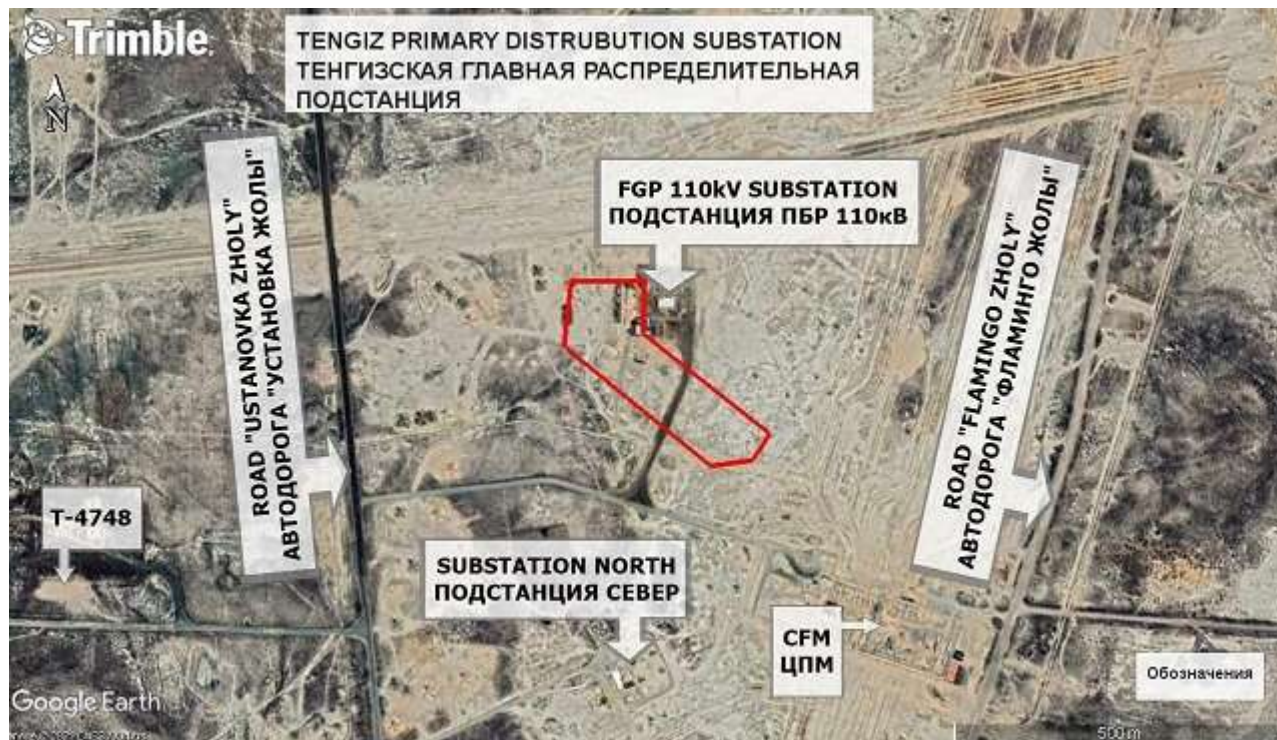 Trimble
N
TENGIZ PRIMARY DISTRUBUTION SUBSTATION
ТЕНГИЗСКАЯ ГЛАВНАЯ РАСПРЕДЕЛИТЕЛЬНАЯ
ПОДСТАНЦИЯ
ROAD "USTANOVKA ZHOLY"
АВТОДОРОГА "УСТАНОВКА ЖОЛЫ"
FGP 110kV SUBSTATION
ПОДСТАНЦИЯ ПБР 110кВ
ROAD "FLAMINGO ZHOLY"
АВТОДОРОГА "ФЛАМИНГО ЖОЛЫ"
T-4748
SUBSTATION NORTH
ПОДСТАНЦИЯ СЕВЕР
CFM
ЦПМ
Обозначения
Google Earth
500 m